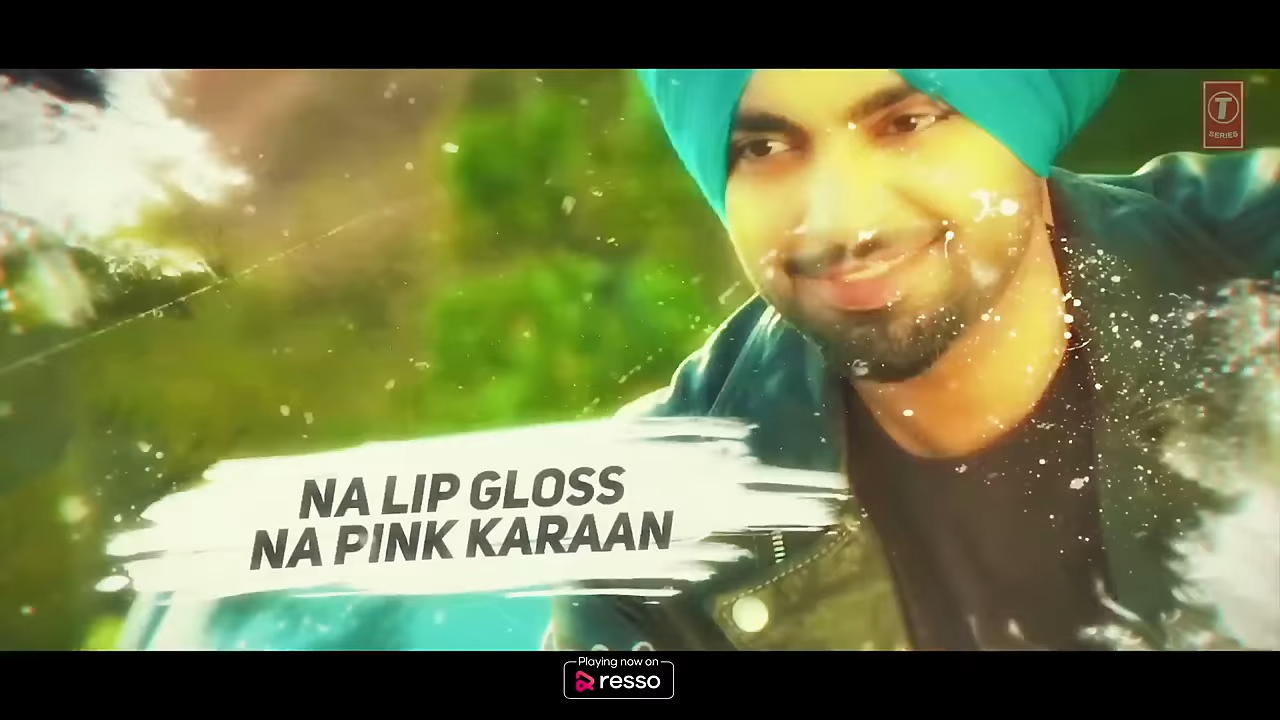 T
SERIES
NA LIP GLOSS
NA PINK KARAAN
Playing now on
resso